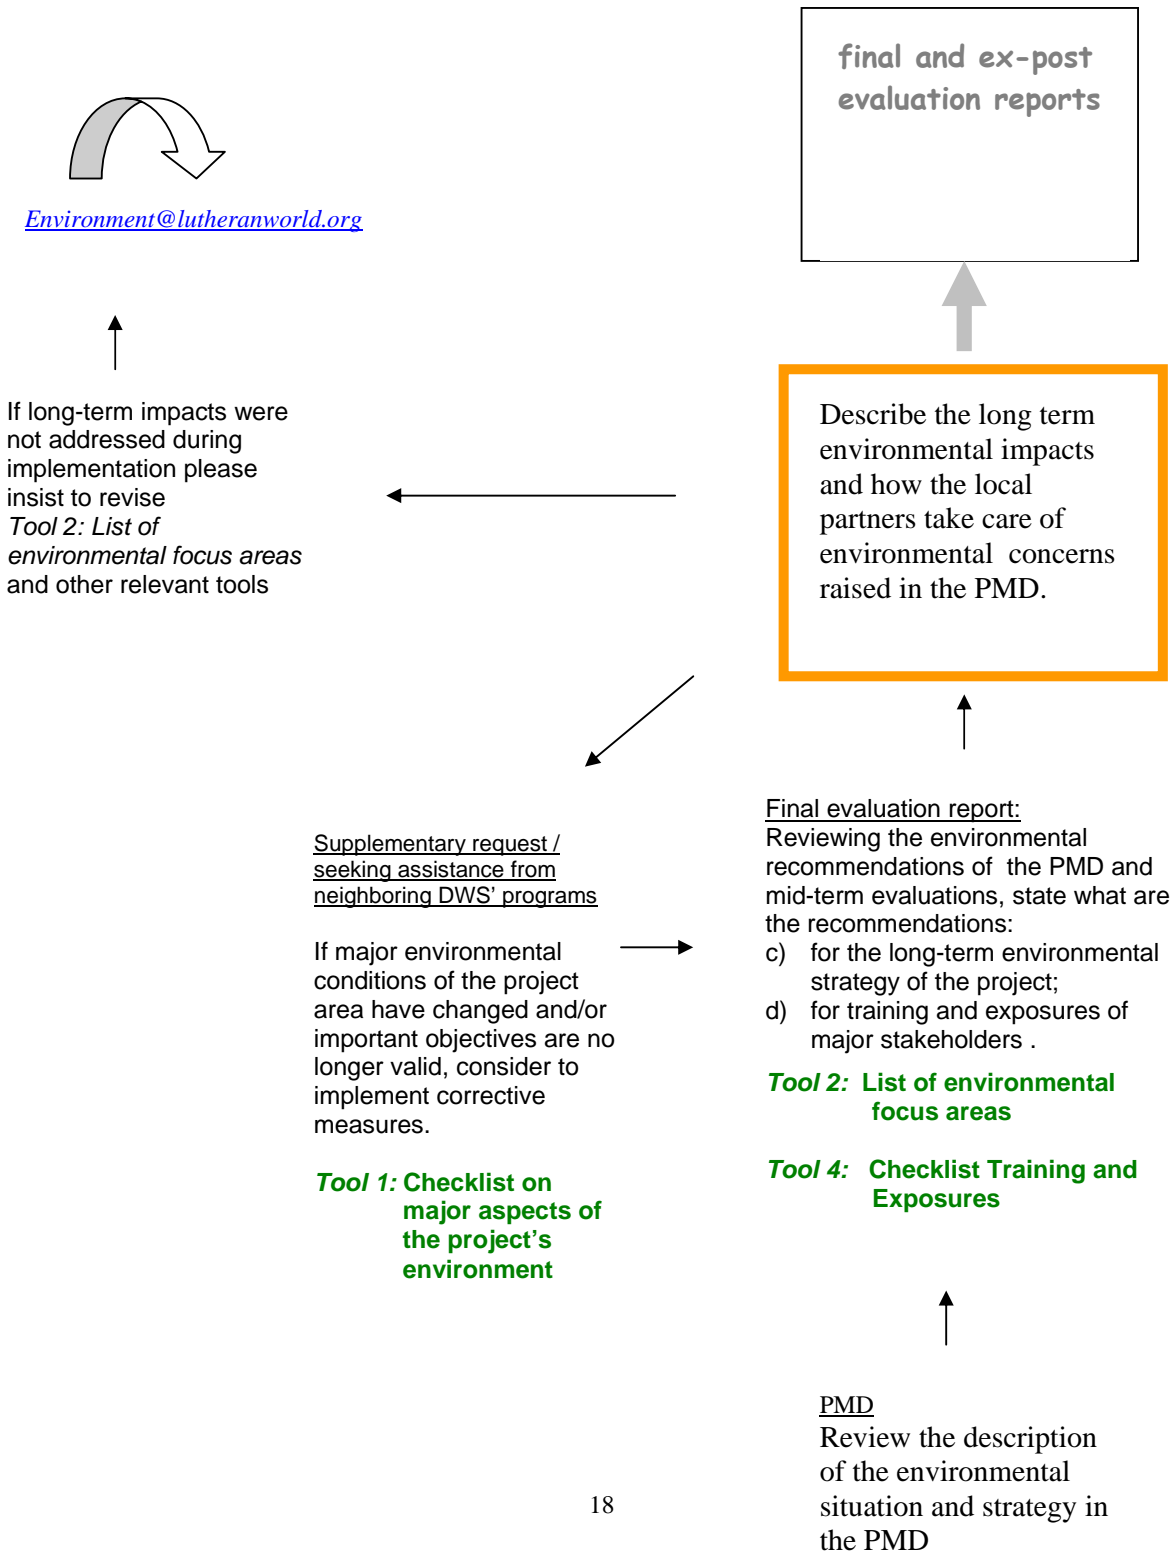 final and ex-post
evaluation reports
Environment@lutheranworld.org
If long-term impacts were
not addressed during
implementation please
insist to revise
Tool 2: List of
environmental focus areas
and other relevant tools
Describe the long term
environmental impacts
and how the local
partners take care of
environmental concerns
raised in the PMD.
Supplementary request /
seeking assistance from
neighboring DWS’ programs
If major environmental
conditions of the project
area have changed and/or
important objectives are no
longer valid, consider to
implement corrective
measures.
Tool 1: Checklist on
major aspects of
the project’s
environment
Final evaluation report:
Reviewing the environmental
recommendations of the PMD and
mid-term evaluations, state what are
the recommendations:
c) for the long-term environmental
strategy of the project;
d) for training and exposures of
major stakeholders .
Tool 2: List of environmental
focus areas
Tool 4: Checklist Training and
Exposures
PMD
Review the description
of the environmental
situation and strategy in
the PMD
18